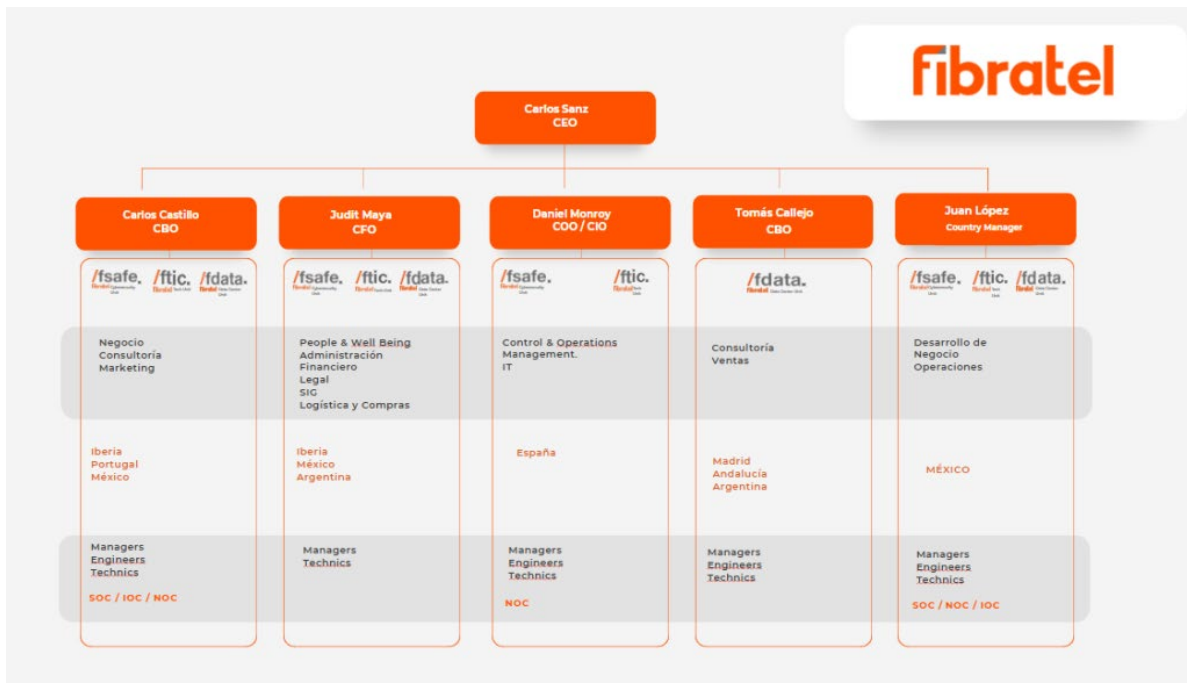 fibratel
Carlos Sanz
CEO
Carlos Castillo
CBO
Judit Maya
CFO
Daniel Monroy
COO / CIO
Tomás Callejo
CBO
Juan López
Country Manager
/fsafe. /ftic. /fdata.
/fsafe. /ftic. /fdata.
/fsafe. /ftic.
/fdata.
fibratel Data Center Unit
/fsafe. /ftic. /fdata.
Negocio
Consultoría
Marketing
People & Well Being
Administración
Financiero
Legal
SIG
Logística y Compras
Control & Operations
Management.
IT
Consultoría
Ventas
Desarrollo de
Negocio
Operaciones
Iberia
Portugal
México
Iberia
México
Argentina
España
Madrid
Andalucía
Argentina
MÉXICO
Managers
Engineers
Technics
SOC / IOC / NOC
Managers
Technics
Managers
Engineers
Technics
NOC
Managers
Engineers
Technics
Managers
Engineers
Technics
SOC / NOC / IOC